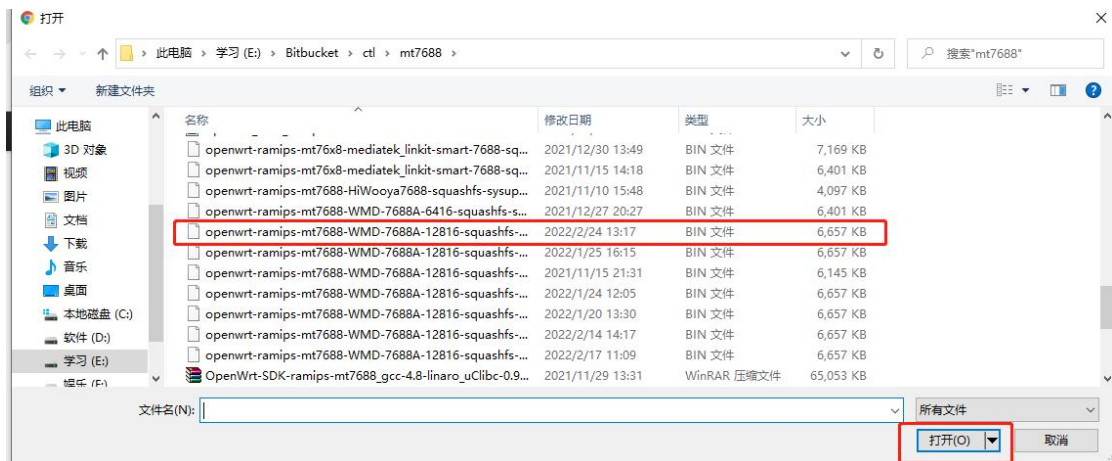 打开
此电脑 › 学习 (E:) › Bitbucket › ctl › mt7688 ›
搜索"mt7688"
组织 新建文件夹
名称 修改日期 类型 大小
此电脑
3D 对象
视频
图片
文档
下载
音乐
桌面
本地磁盘 (C:)
软件 (D:)
学习 (E:)
openwrt-ramips-mt76x8-mediatek_linkit-smart-7688-sq... 2021/12/30 13:49 BIN 文件 7,169 KB
openwrt-ramips-mt76x8-mediatek_linkit-smart-7688-sq... 2021/11/15 14:18 BIN 文件 6,401 KB
openwrt-ramips-mt7688-HiWooya7688-squashfs-sysup... 2021/11/10 15:48 BIN 文件 4,097 KB
openwrt-ramips-mt7688-WMD-7688A-6416-squashfs-s... 2021/12/27 20:27 BIN 文件 6,401 KB
openwrt-ramips-mt7688-WMD-7688A-12816-squashfs-... 2022/2/24 13:17 BIN 文件 6,657 KB
openwrt-ramips-mt7688-WMD-7688A-12816-squashfs-... 2022/1/25 16:15 BIN 文件 6,657 KB
openwrt-ramips-mt7688-WMD-7688A-12816-squashfs-... 2021/11/15 21:31 BIN 文件 6,145 KB
openwrt-ramips-mt7688-WMD-7688A-12816-squashfs-... 2022/1/24 12:05 BIN 文件 6,657 KB
openwrt-ramips-mt7688-WMD-7688A-12816-squashfs-... 2022/1/20 13:30 BIN 文件 6,657 KB
openwrt-ramips-mt7688-WMD-7688A-12816-squashfs-... 2022/2/14 14:17 BIN 文件 6,657 KB
openwrt-ramips-mt7688-WMD-7688A-12816-squashfs-... 2022/2/17 11:09 BIN 文件 6,657 KB
OpenWrt-SDK-ramips-mt7688_gcc-4.8-linaro_uClibc-0.9... 2021/11/29 13:31 WinRAR 压缩文件 65,053 KB
文件名(N):
所有文件
打开(O) 取消